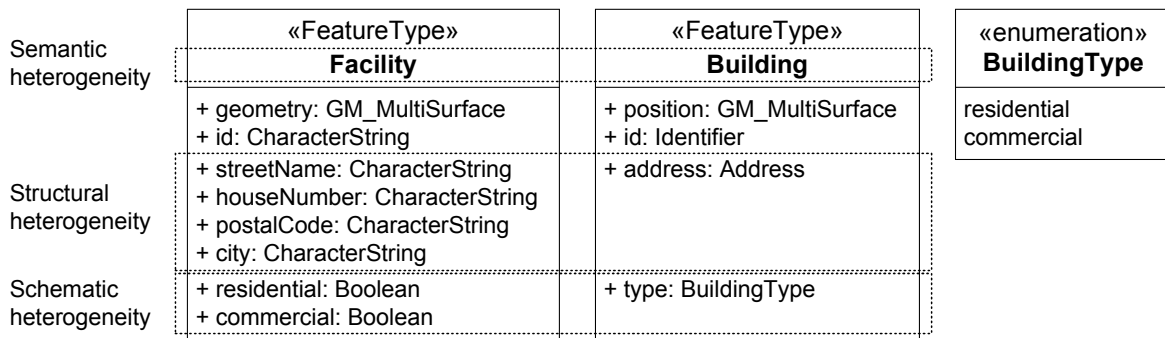 Semantic
heterogeneity
«FeatureType»
Facility
+ geometry: GM_MultiSurface
+ id: CharacterString
+ streetName: CharacterString
+ houseNumber: CharacterString
+ postalCode: CharacterString
+ city: CharacterString
+ residential: Boolean
+ commercial: Boolean
«FeatureType»
Building
+ position: GM_MultiSurface
+ id: Identifier
+ address: Address
+ type: BuildingType
«enumeration»
BuildingType
residential
commercial
Structural
heterogeneity
Schematic
heterogeneity